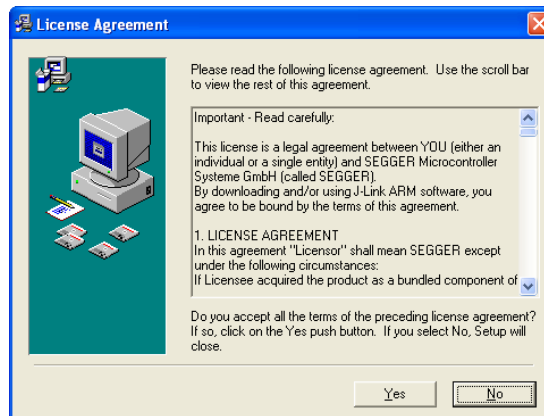 License Agreement
Please read the following license agreement. Use the scroll bar
to view the rest of this agreement.
Important - Read carefully:
This license is a legal agreement between YOU (either an
individual or a single entity) and SEGGER Microcontroller
Systeme GmbH (called SEGGER).
By downloading and/or using J-Link ARM software, you
agree to be bound by the terms of this agreement.
1. LICENSE AGREEMENT
In this agreement "Licensor" shall mean SEGGER except
under the following circumstances:
If Licensee acquired the product as a bundled component of
Do you accept all the terms of the preceding license agreement?
If so, click on the Yes push button. If you select No, Setup will
close.
Yes
No